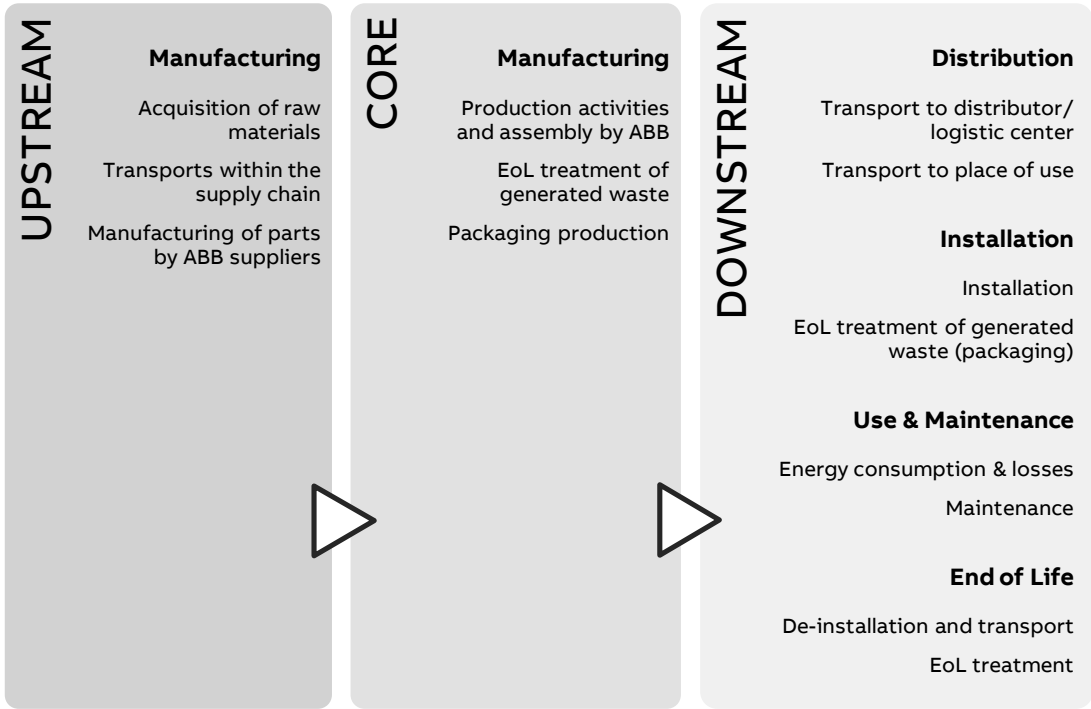 UPSTREAM
Manufacturing
Acquisition of raw
materials
Transports within the
supply chain
Manufacturing of parts
by ABB suppliers
CORE
Manufacturing
Production activities
and assembly by ABB
EoL treatment of
generated waste
Packaging production
DOWNSTREAM
Distribution
Transport to distributor/
logistic center
Transport to place of use
Installation
Installation
EoL treatment of generated
waste (packaging)
Use & Maintenance
Energy consumption & losses
Maintenance
End of Life
De-installation and transport
EoL treatment